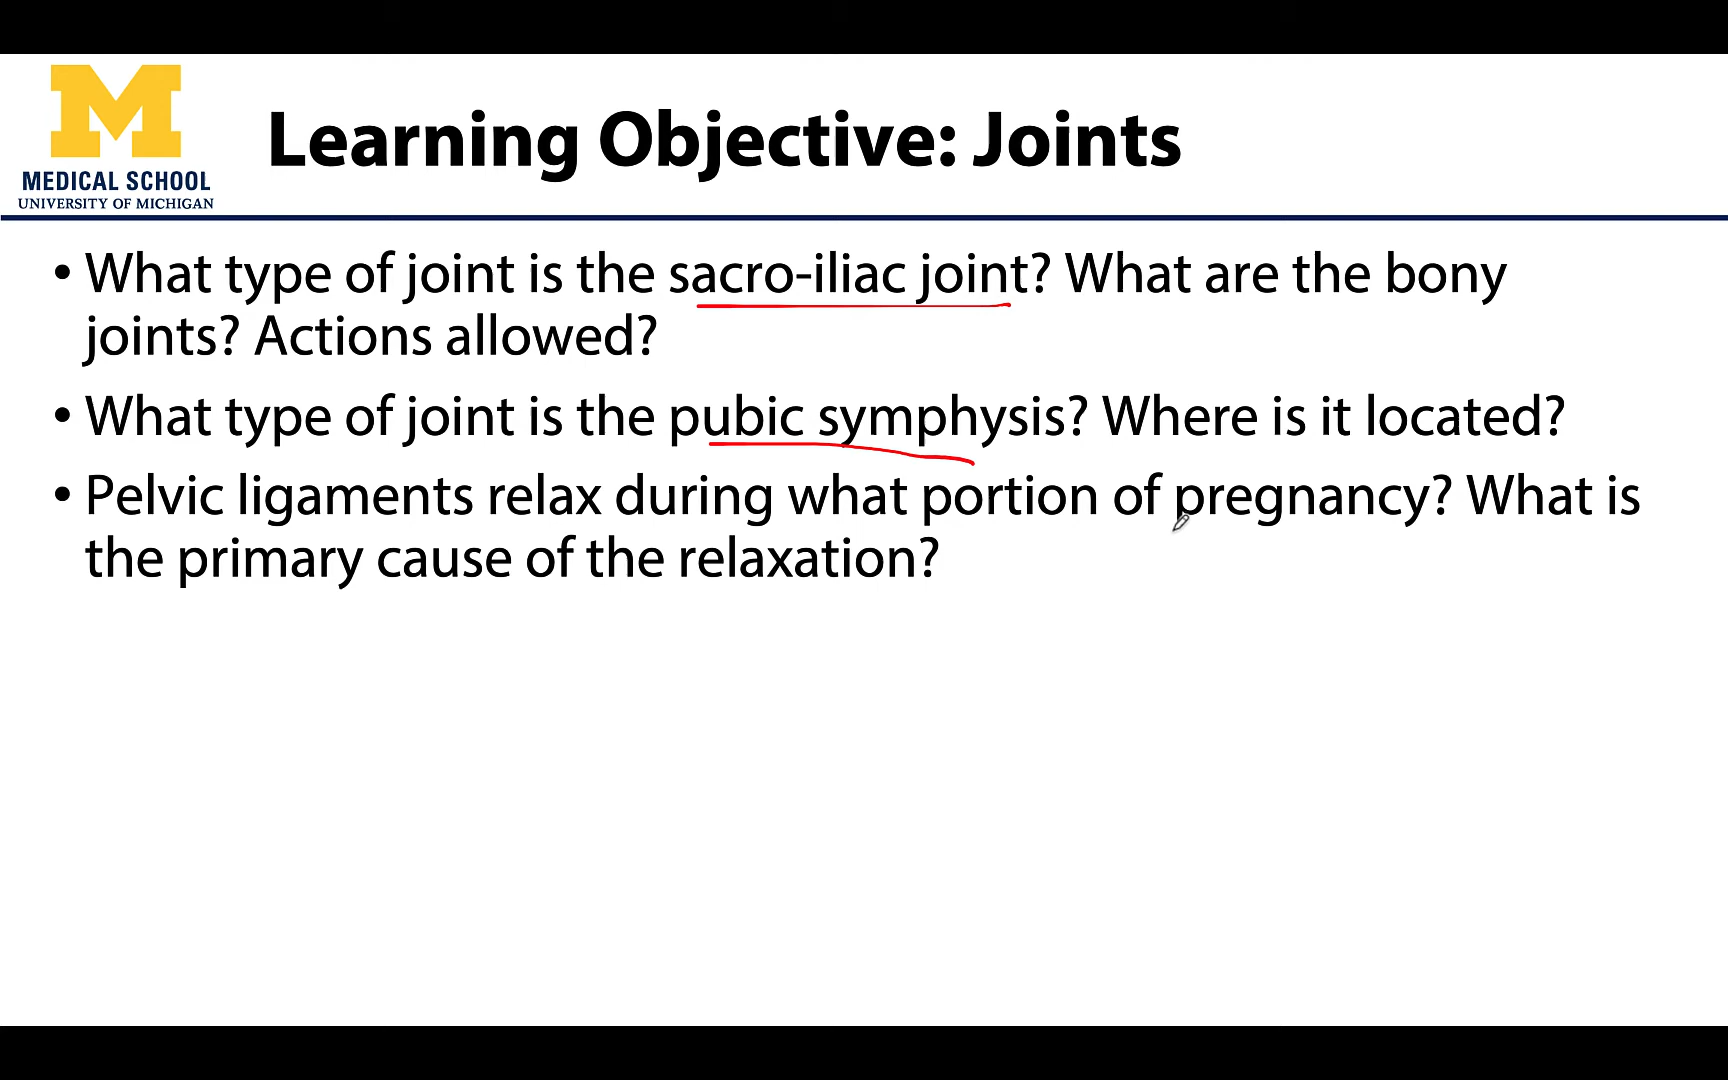 M
MEDICAL SCHOOL
UNIVERSITY OF MICHIGAN
Learning Objective: Joints
• What type of joint is the sacro-iliac joint? What are the bony
joints? Actions allowed?
• What type of joint is the pubic symphysis? Where is it located?
• Pelvic ligaments relax during what portion of pregnancy? What is
the primary cause of the relaxation?